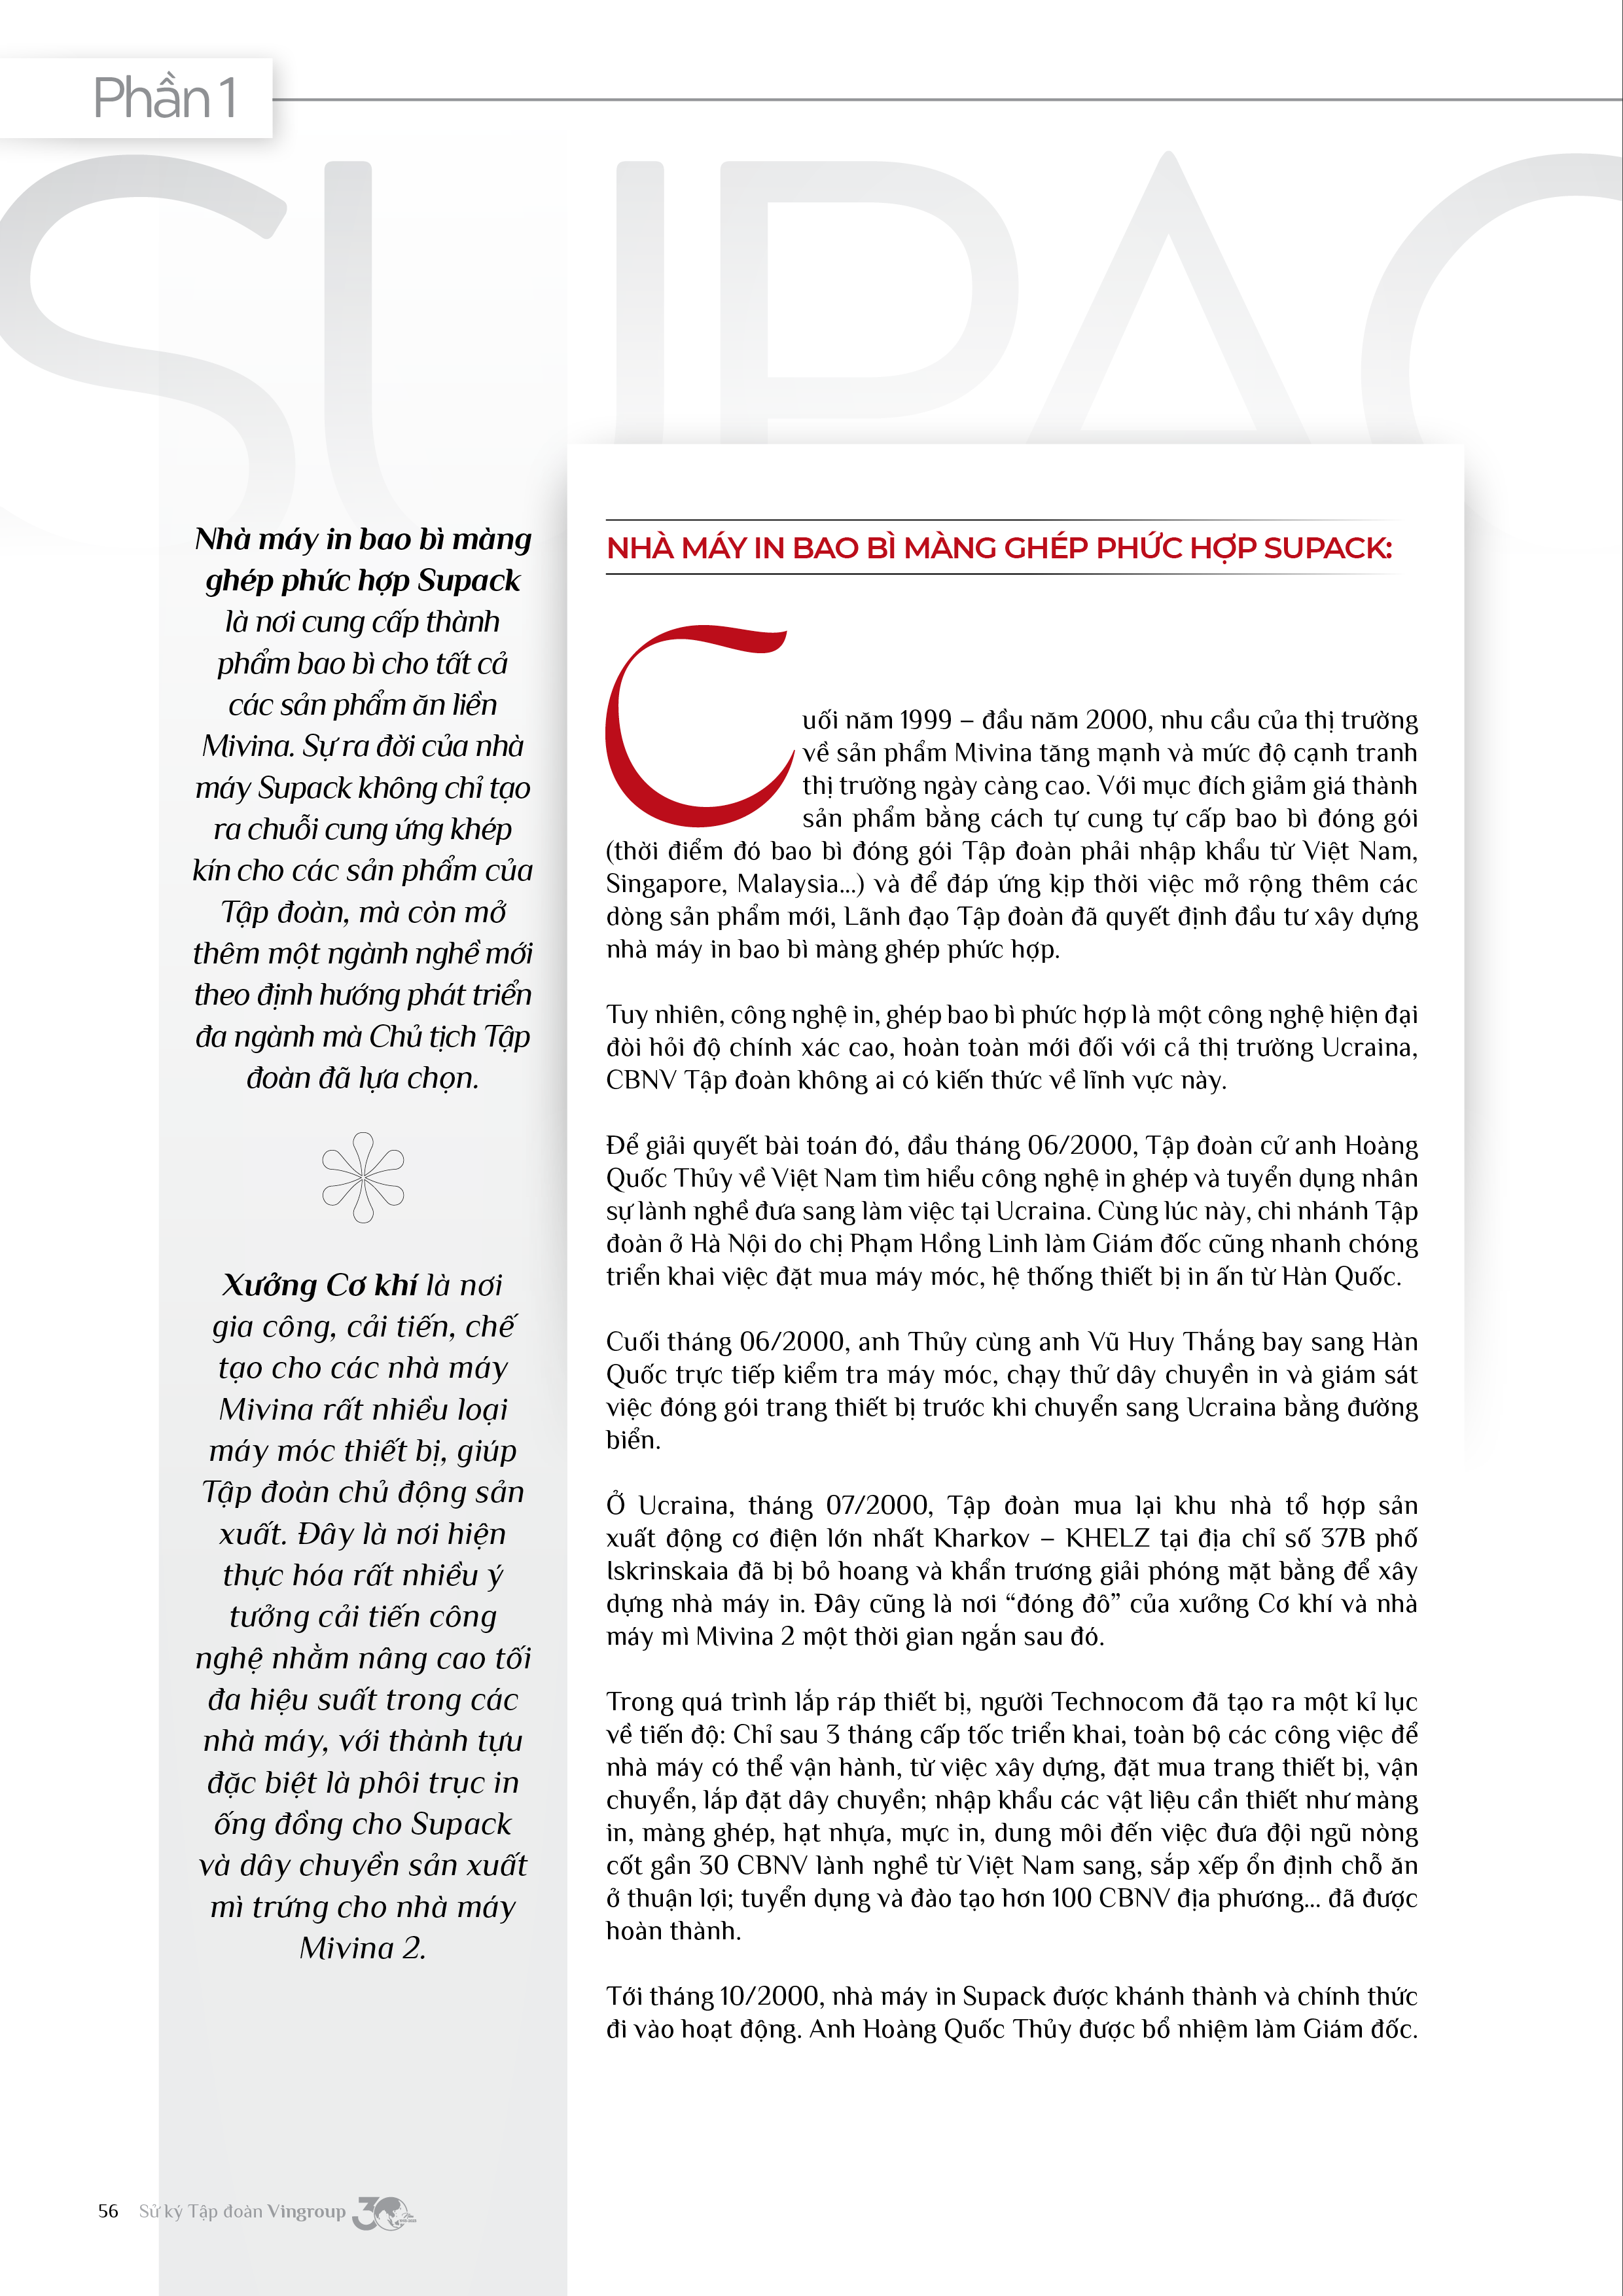 Phần 1
SUPAC
Nhà máy in bao bì màng
ghép phức hợp Supack
là nơi cung cấp thành
phẩm bao bì cho tất cả
các sản phẩm ăn liền
Mivina. Sự ra đời của nhà
máy Supack không chỉ tạo
ra chuỗi cung ứng khép
kín cho các sản phẩm của
Tập đoàn, mà còn mở
thêm một ngành nghề mới
theo định hướng phát triển
đa ngành mà Chủ tịch Tập
đoàn đã lựa chọn.
Xưởng Cơ khí là nơi
gia công, cải tiến, chế
tạo cho các nhà máy
Mivina rất nhiều loại
máy móc thiết bị, giúp
Tập đoàn chủ động sản
xuất. Đây là nơi hiện
thực hóa rất nhiều ý
tưởng cải tiến công
nghệ nhằm nâng cao tối
đa hiệu suất trong các
nhà máy, với thành tựu
đặc biệt là phôi trục in
ống đồng cho Supack
và dây chuyền sản xuất
mì trứng cho nhà máy
Mivina 2.
NHÀ MÁY IN BAO BÌ MÀNG GHÉP PHỨC HỢP SUPACK:
Cuối năm 1999 – đầu năm 2000, nhu cầu của thị trường
về sản phẩm Mivina tăng mạnh và mức độ cạnh tranh
thị trường ngày càng cao. Với mục đích giảm giá thành
sản phẩm bằng cách tự cung tự cấp bao bì đóng gói
(thời điểm đó bao bì đóng gói Tập đoàn phải nhập khẩu từ Việt Nam,
Singapore, Malaysia...) và để đáp ứng kịp thời việc mở rộng thêm các
dòng sản phẩm mới, Lãnh đạo Tập đoàn đã quyết định đầu tư xây dựng
nhà máy in bao bì màng ghép phức hợp.
Tuy nhiên, công nghệ in, ghép bao bì phức hợp là một công nghệ hiện đại
đòi hỏi độ chính xác cao, hoàn toàn mới đối với cả thị trường Ucraina,
CBNV Tập đoàn không ai có kiến thức về lĩnh vực này.
Để giải quyết bài toán đó, đầu tháng 06/2000, Tập đoàn cử anh Hoàng
Quốc Thủy về Việt Nam tìm hiểu công nghệ in ghép và tuyển dụng nhân
sự lành nghề đưa sang làm việc tại Ucraina. Cùng lúc này, chi nhánh Tập
đoàn ở Hà Nội do chị Phạm Hồng Linh làm Giám đốc cũng nhanh chóng
triển khai việc đặt mua máy móc, hệ thống thiết bị in ấn từ Hàn Quốc.
Cuối tháng 06/2000, anh Thủy cùng anh Vũ Huy Thắng bay sang Hàn
Quốc trực tiếp kiểm tra máy móc, chạy thử dây chuyền in và giám sát
việc đóng gói trang thiết bị trước khi chuyển sang Ucraina bằng đường
biển.
Ở Ucraina, tháng 07/2000, Tập đoàn mua lại khu nhà tổ hợp sản
xuất động cơ điện lớn nhất Kharkov – KHELZ tại địa chỉ số 37B phố
Iskrinskaia đã bị bỏ hoang và khẩn trương giải phóng mặt bằng để xây
dựng nhà máy in. Đây cũng là nơi “đóng đô” của xưởng Cơ khí và nhà
máy mì Mivina 2 một thời gian ngắn sau đó.
Trong quá trình lắp ráp thiết bị, người Technocom đã tạo ra một kỉ lục
về tiến độ: Chỉ sau 3 tháng cấp tốc triển khai, toàn bộ các công việc để
nhà máy có thể vận hành, từ việc xây dựng, đặt mua trang thiết bị, vận
chuyển, lắp đặt dây chuyền; nhập khẩu các vật liệu cần thiết như màng
in, màng ghép, hạt nhựa, mực in, dung môi đến việc đưa đội ngũ nòng
cốt gần 30 CBNV lành nghề từ Việt Nam sang, sắp xếp ổn định chỗ ăn
ở thuận lợi; tuyển dụng và đào tạo hơn 100 CBNV địa phương... đã được
hoàn thành.
Tới tháng 10/2000, nhà máy in Supack được khánh thành và chính thức
đi vào hoạt động. Anh Hoàng Quốc Thủy được bổ nhiệm làm Giám đốc.
56 Sử ký Tập đoàn Vingroup 30